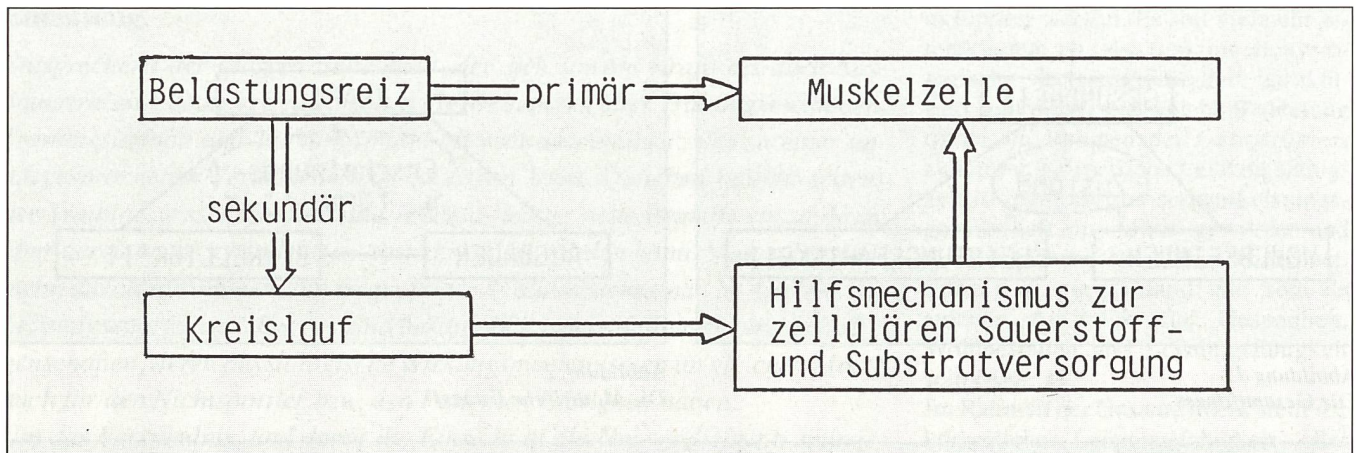 Belastungsreiz
primär
Muskelzelle
sekundär
Kreislauf
Hilfsmechanismus zur
zellulären Sauerstoff-
und Substratversorgung